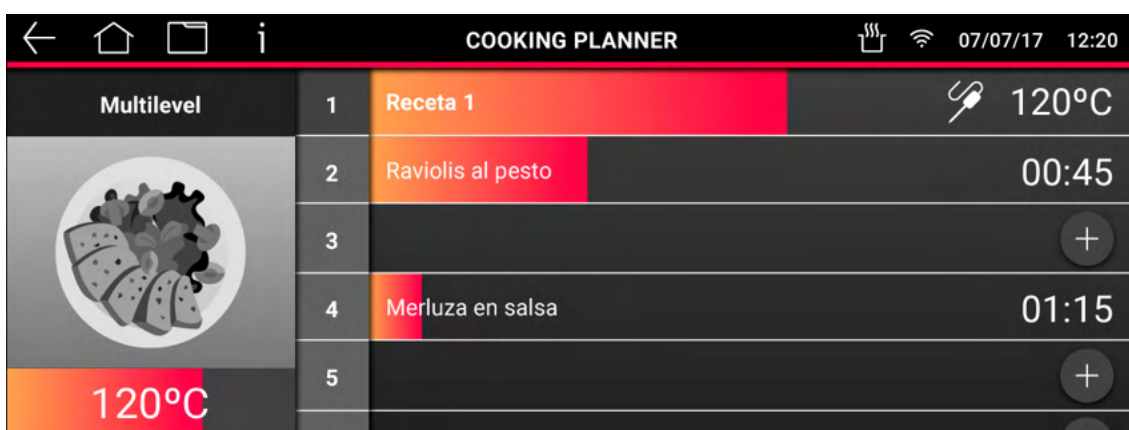 i COOKING PLANNER 07/07/17 12:20
Multilevel
1 Receta 1 120ºC
2 Raviolis al pesto 00:45
3 +
4 Merluza en salsa 01:15
5 +
120ºC